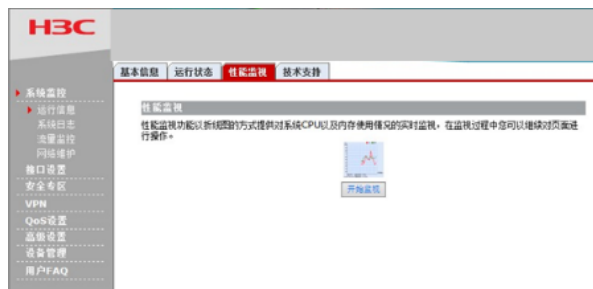 H3C
基本信息 运行状态 性能监视 技术支持
系统监控
运行信息
系统日志
流量监控
网络维护
接口设置
安全专区
VPN
QoS设置
高级设置
设备管理
用户FAQ
性能监视
性能监视功能以折线图的方式提供对系统CPU以及内存使用情况的实时监视。在监视过程中您可以继续对页面进
行操作。
开始监视